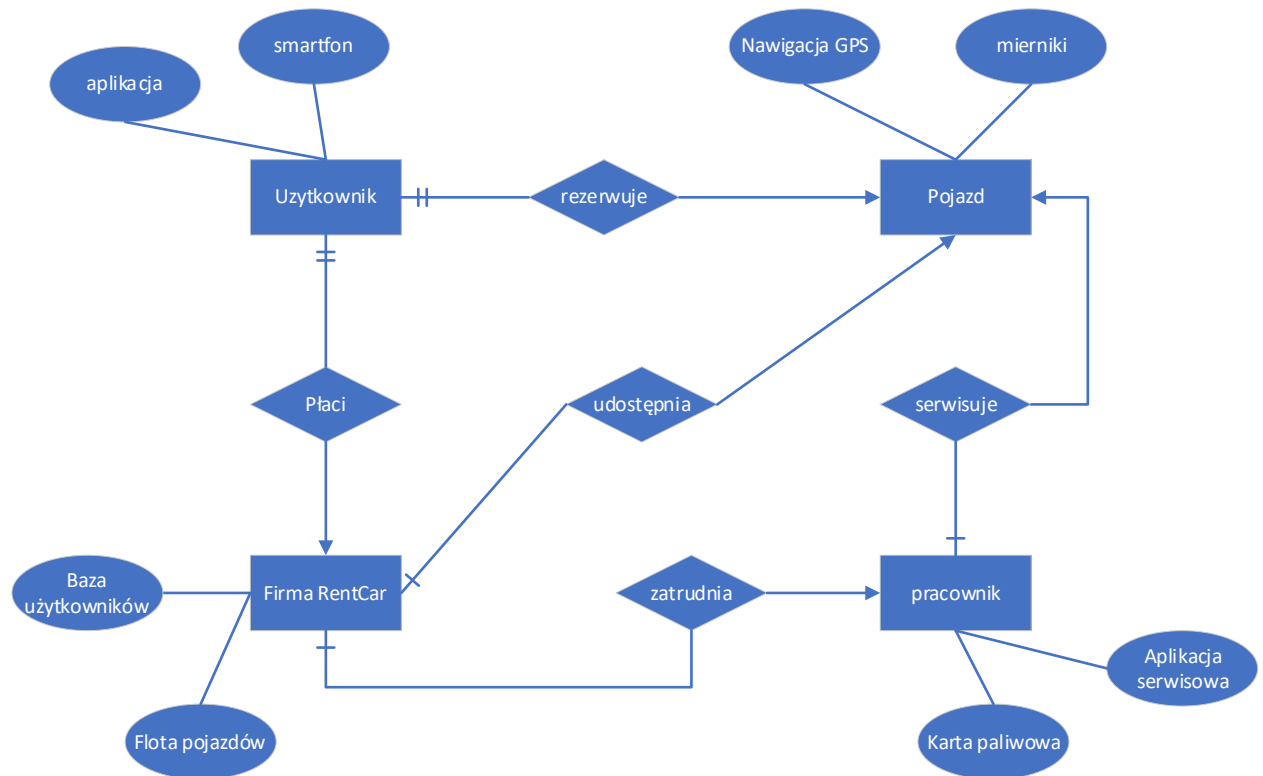 smartfon
Nawigacja GPS
mierniki
aplikacja
Uzytkownik
rezerwuje
Pojazd
Płaci
udostępnia
serwisuje
Baza
użytkowników
Firma RentCar
zatrudnia
pracownik
Aplikacja
serwisowa
Flota pojazdów
Karta paliwowa